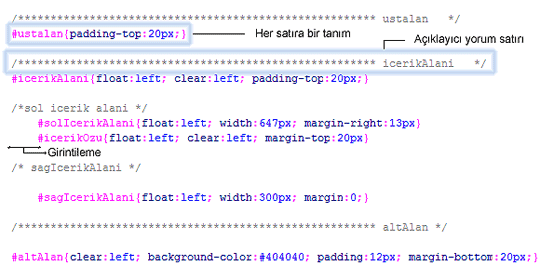 /*************************************************** ustalan   */
#ustalan{padding-top:20px;} Her satıra bir tanım
Açıklayıcı yorum satırı
/*************************************************** icerikAlani   */
#icerikAlani{float:left; clear:left; padding-top:20px;}
/*sol icerik alani */
#solIcerikAlani{float:left; width:647px; margin-right:13px}
#icerikOzu{float:left; clear:left; margin-top:20px}
Girintileme
/* sagIcerikAlani */
#sagIcerikAlani{float:left; width:300px; margin:0;}
/*************************************************** altAlan */
#altAlan{clear:left; background-color:#404040; padding:12px; margin-bottom:20px;}